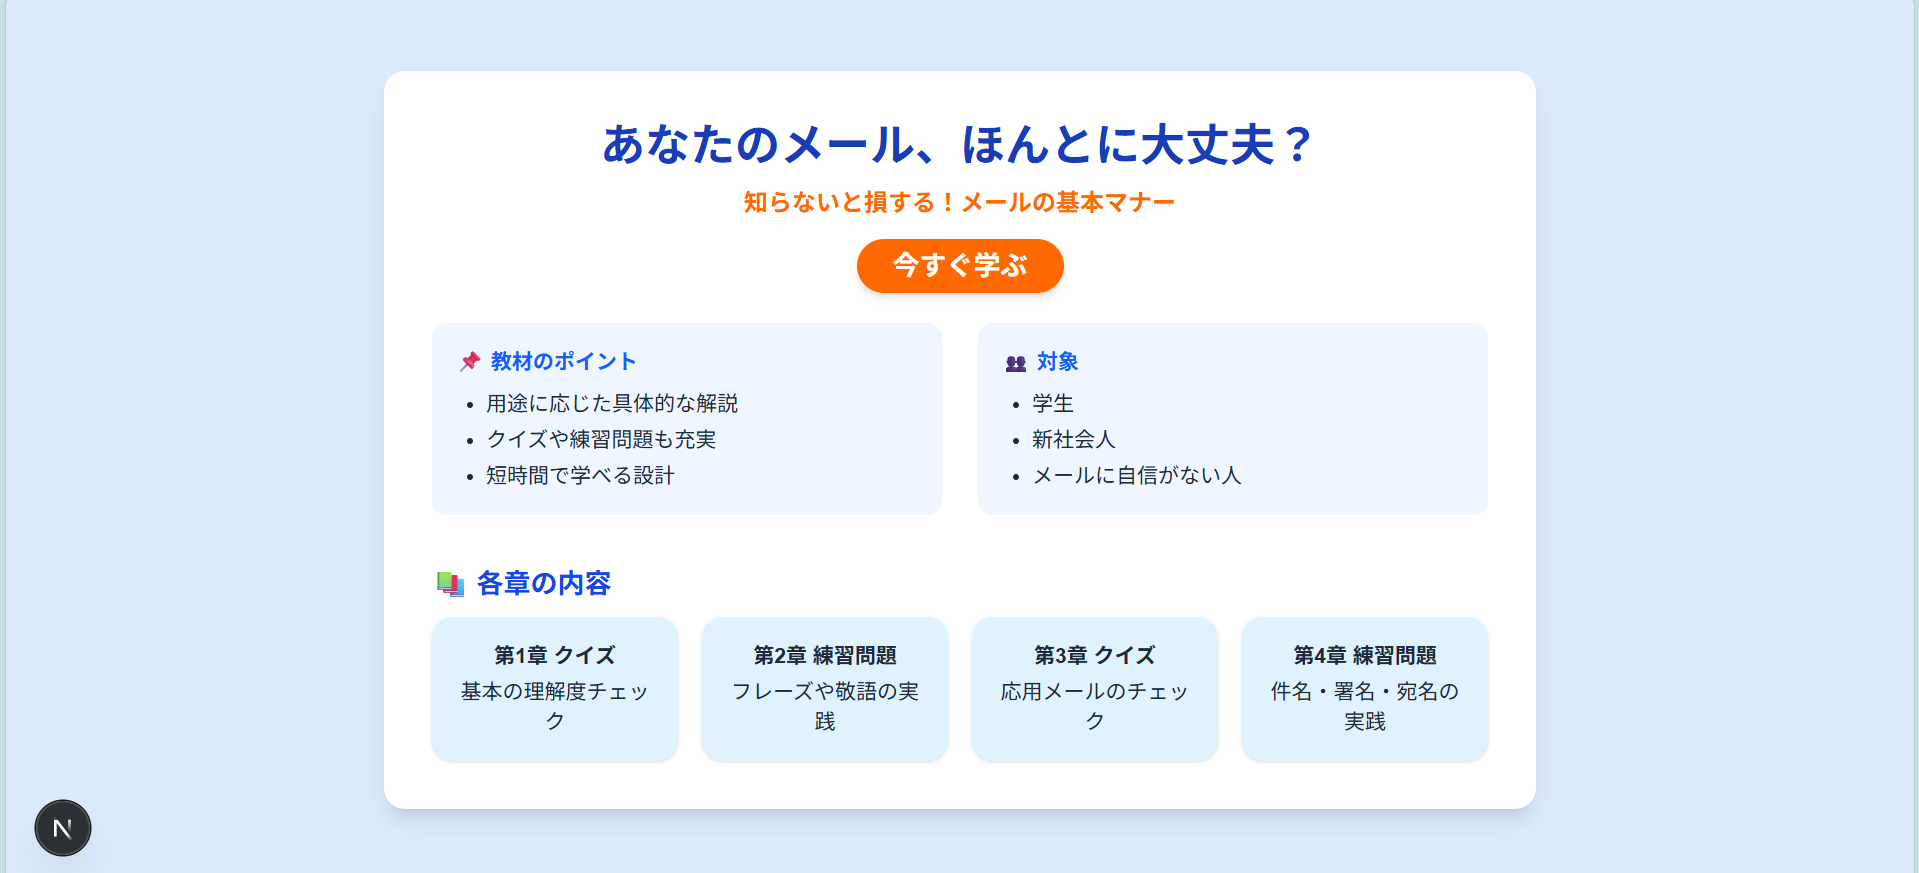 あなたのメール、ほんとに大丈夫？
知らないと損する！メールの基本マナー
今すぐ学ぶ
教材のポイント
• 用途に応じた具体的な解説
• クイズや練習問題も充実
• 短時間で学べる設計
対象
• 学生
• 新社会人
• メールに自信がない人
各章の内容
第1章 クイズ
基本の理解度チェッ
ク
第2章 練習問題
フレーズや敬語の実
践
第3章 クイズ
応用メールのチェッ
ク
第4章 練習問題
件名・署名・宛名の
実践
N